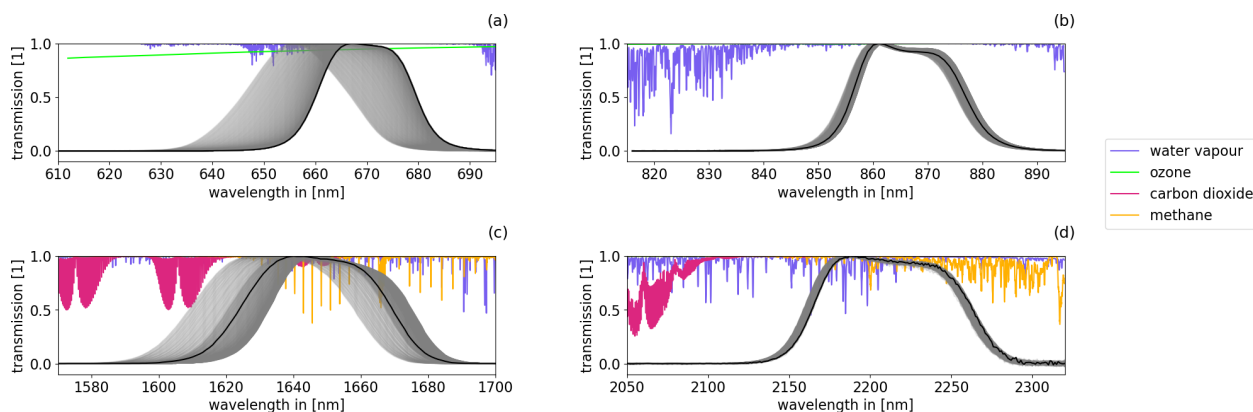 (a)
transmission [1]
1.0
0.5
0.0
610 620 630 640 650 660 670 680 690
wavelength in [nm]
(b)
transmission [1]
1.0
0.5
0.0
820 830 840 850 860 870 880 890
wavelength in [nm]
water vapour
ozone
carbon dioxide
methane
(c)
transmission [1]
1.0
0.5
0.0
1580 1600 1620 1640 1660 1680 1700
wavelength in [nm]
(d)
transmission [1]
1.0
0.5
0.0
2050 2100 2150 2200 2250 2300
wavelength in [nm]